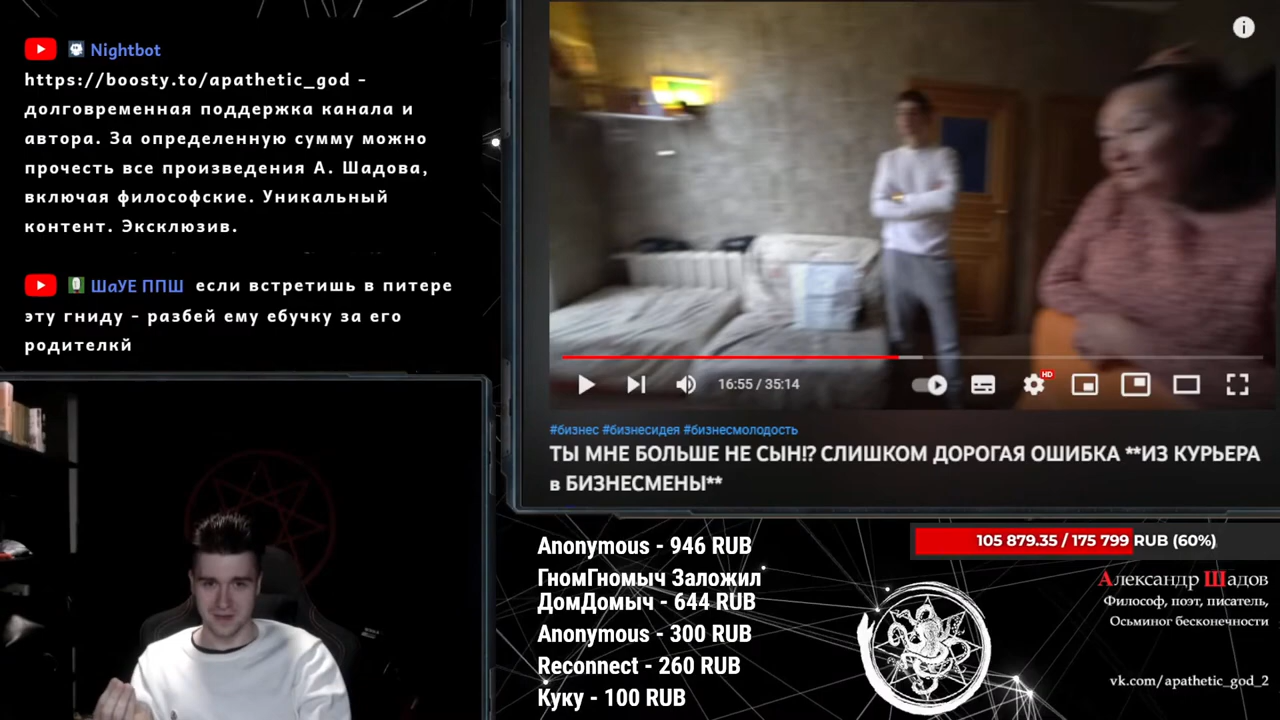 Nightbot
https://boosty.to/apathetic_god -
долговременная поддержка канала и
автора. За определенную сумму можно
прочесть все произведения А. Шадова,
включая философские. Уникальный
контент. Эксклюзив.
ШаУЕ ППШ если встретишь в питере
эту гниду - разбей ему ебучку за его
родителкй
16:55 / 35:14
HD
#бизнес #бизнесидея #бизнесмолодость
ТЫ МНЕ БОЛЬШЕ НЕ СЫН!? СЛИШКОМ ДОРОГАЯ ОШИБКА **ИЗ КУРЬЕРА
в БИЗНЕСМЕНЫ**
Anonymous - 946 RUB
ГномГномыч Заложил
ДомДомыч - 644 RUB
Anonymous - 300 RUB
Reconnect - 260 RUB
Куку - 100 RUB
105 879.35 / 175 799 RUB (60%)
Александр Шадов
Философ, поэт, писатель,
Осьминог бесконечности
vk.com/apathetic_god_2